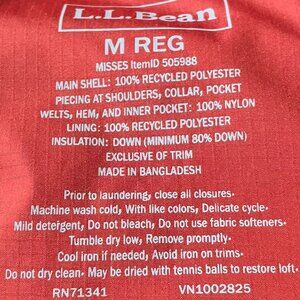 L.L.Bean
M REG
MISSES ItemID 505988
MAIN SHELL: 100% RECYCLED POLYESTER
PIECING AT SHOULDERS, COLLAR, POCKET
WELTS, HEM, AND INNER POCKET: 100% NYLON
LINING: 100% RECYCLED POLYESTER
INSULATION: DOWN (MINIMUM 80% DOWN)
EXCLUSIVE OF TRIM
MADE IN BANGLADESH
Prior to laundering, close all closures.
Machine wash cold, With like colors, Delicate cycle.
Mild detergent, Do not bleach, Do not use fabric softeners.
Tumble dry low, Remove promptly.
Cool iron if needed, Avoid iron on trims.
Do not dry clean. May be dried with tennis balls to restore loft.
RN71341 VN1002825